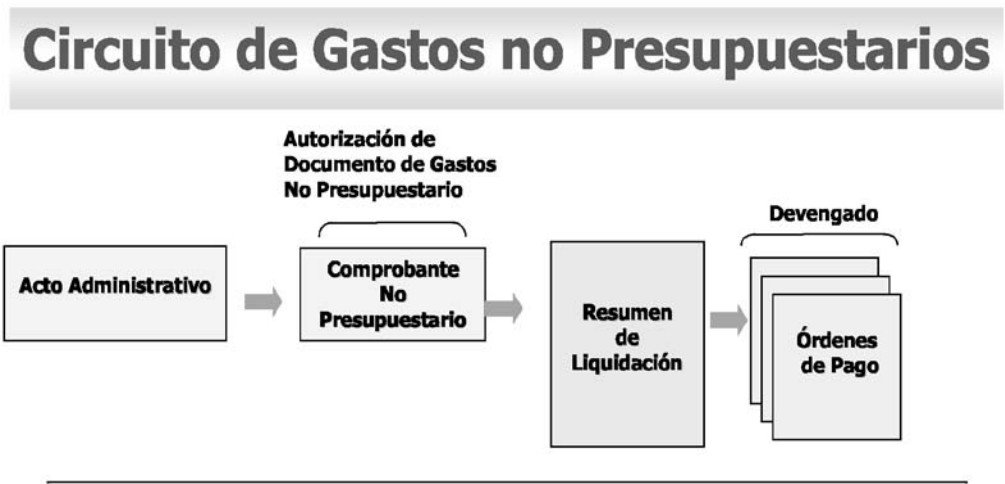 Circuito de Gastos no Presupuestarios
Autorización de
Documento de Gastos
No Presupuestario
Devengado
Acto Administrativo
Comprobante
No
Presupuestario
Resumen
de
Liquidación
Órdenes
de Pago